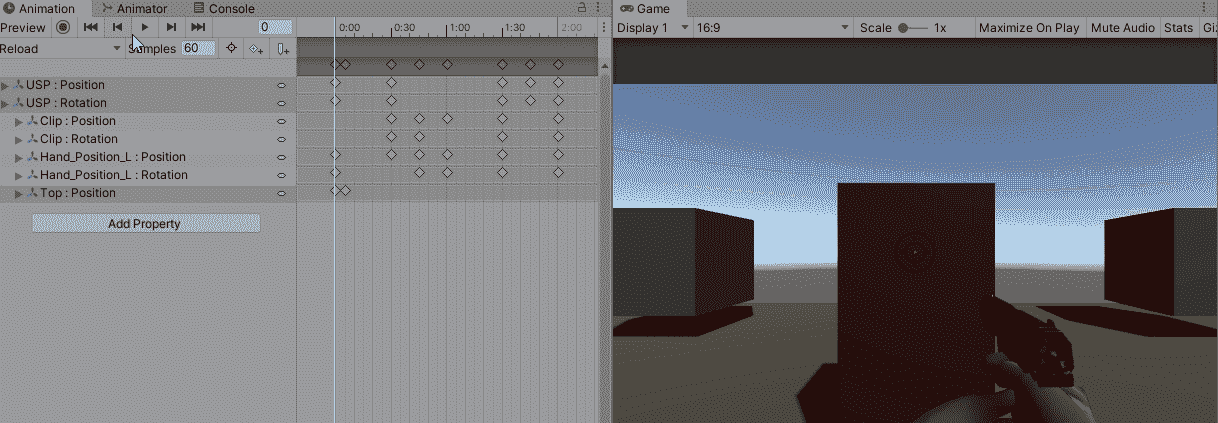 Animation Animator Console
Preview 0 0:00 0:30 1:00 1:30 2:00
Reload Samples 60
USP : Position
USP : Rotation
Clip : Position
Clip : Rotation
Hand_Position_L : Position
Hand_Position_L : Rotation
Top : Position
Add Property
Game
Display 1 16:9 Scale 1x Maximize On Play Mute Audio Stats Giz